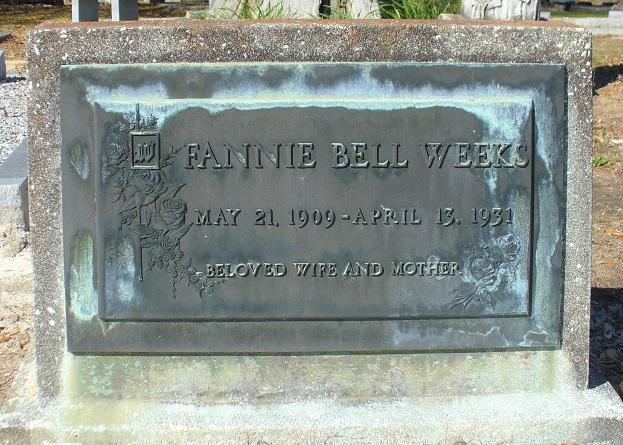 W
FANNIE BELL WEEKS
MAY 21, 1909 - APRIL 13, 1931
BELOVED WIFE AND MOTHER